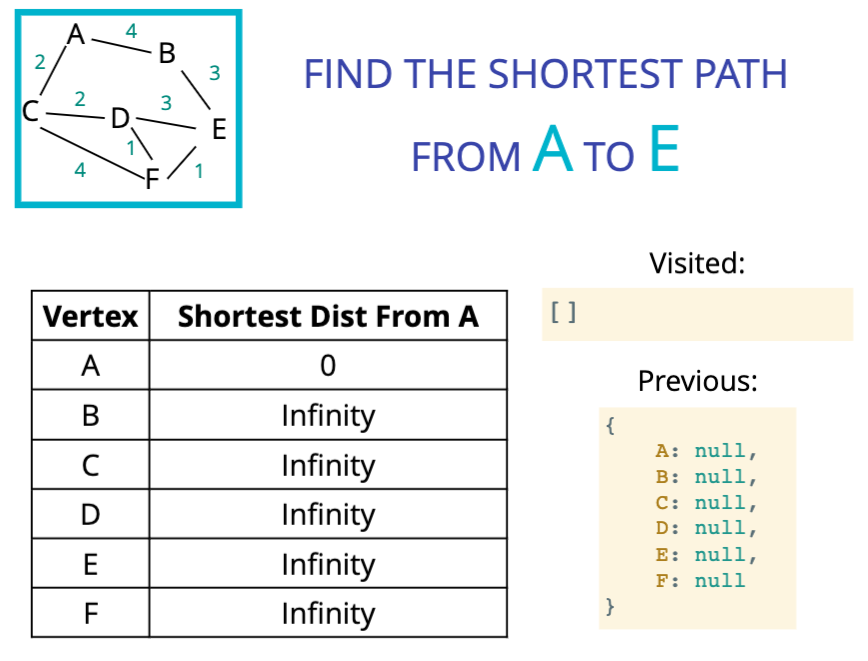 A 4 B
2 3
C 2 D 3 E
1
4 F 1
FIND THE SHORTEST PATH
FROM A TO E
Vertex Shortest Dist From A
A 0
B Infinity
C Infinity
D Infinity
E Infinity
F Infinity
Visited:
[ ]
Previous:
{
A: null,
B: null,
C: null,
D: null,
E: null,
F: null
}